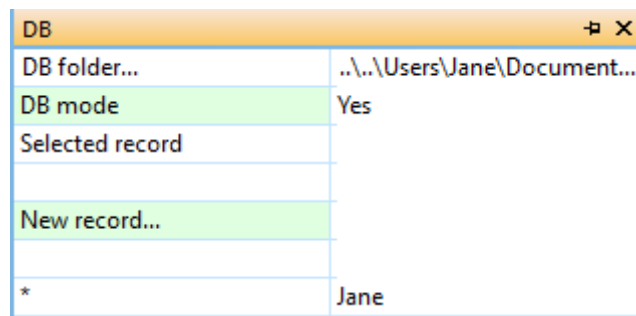 DB
DB folder... ..\..\Users\Jane\Document...
DB mode Yes
Selected record
New record...
* Jane